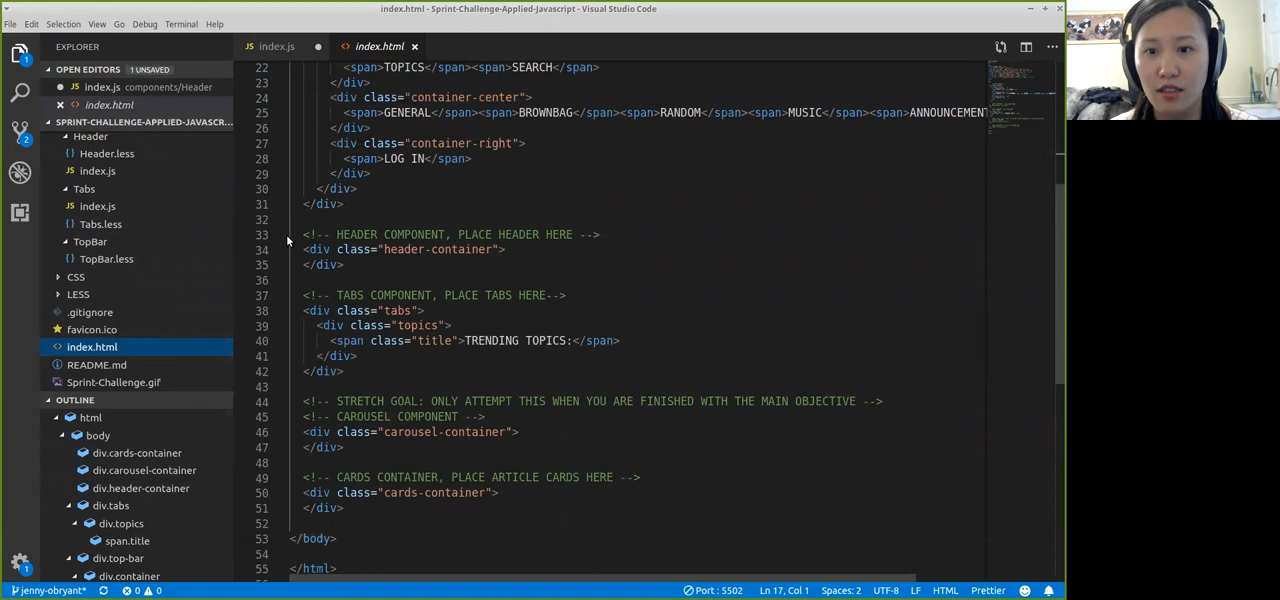 index.html - Sprint-Challenge-Applied-Javascript - Visual Studio Code
File Edit Selection View Go Debug Terminal Help
EXPLORER
OPEN EDITORS 1 UNSAVED
index.js components/Header
index.html
SPRINT-CHALLENGE-APPLIED-JAVASCR...
Header
Header.less
index.js
Tabs
index.js
Tabs.less
TopBar
TopBar.less
CSS
LESS
.gitignore
favicon.ico
index.html
README.md
Sprint-Challenge.gif
OUTLINE
html
body
div.cards-container
div.carousel-container
div.header-container
div.tabs
div.topics
span.title
div.top-bar
div.container
1
2
1
index.js
index.html
22 <span>TOPICS</span><span>SEARCH</span>
23 </div>
24 <div class="container-center">
25 <span>GENERAL</span><span>BROWNBAG</span><span>RANDOM</span><span>MUSIC</span><span>ANNOUNCEMENT
26 </div>
27 <div class="container-right">
28 <span>LOG IN</span>
29 </div>
30 </div>
31 </div>
32
33 <!-- HEADER COMPONENT, PLACE HEADER HERE -->
34 <div class="header-container">
35 </div>
36
37 <!-- TABS COMPONENT, PLACE TABS HERE-->
38 <div class="tabs">
39 <div class="topics">
40 <span class="title">TRENDING TOPICS:</span>
41 </div>
42 </div>
43
44 <!-- STRETCH GOAL: ONLY ATTEMPT THIS WHEN YOU ARE FINISHED WITH THE MAIN OBJECTIVE -->
45 <!-- CAROUSEL COMPONENT -->
46 <div class="carousel-container">
47 </div>
48
49 <!-- CARDS CONTAINER, PLACE ARTICLE CARDS HERE -->
50 <div class="cards-container">
51 </div>
52
53 </body>
54
55 </html>
jenny-obryant* 0 0 Port : 5502 Ln 17, Col 1 Spaces: 2 UTF-8 LF HTML Prettier